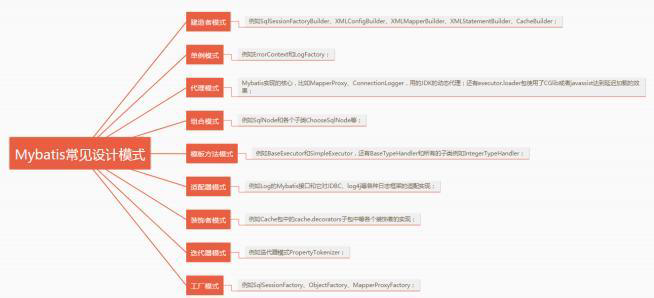 建造者模式
例如SqlSessionFactoryBuilder、XMLConfigBuilder、XMLMapperBuilder、XMLStatementBuilder、CacheBuilder；
单例模式
例如ErrorContext和LogFactory；
代理模式
Mybatis实现的核心，比如MapperProxy、ConnectionLogger，用的JDK的动态代理；还有executor.loader包使用了CGlib或者javassist达到延迟加载的效
果；
组合模式
例如SqlNode和各个子类ChooseSqlNode等；
Mybatis常见设计模式
模板方法模式
例如BaseExecutor和SimpleExecutor，还有BaseTypeHandler和所有的子类例如IntegerTypeHandler；
适配器模式
例如Log的Mybatis接口和它对JDBC、log4j等各种日志框架的适配实现；
装饰者模式
例如Cache包中的cache.decorators子包中等各个装饰者的实现；
迭代器模式
例如迭代器模式PropertyTokenizer；
工厂模式
例如SqlSessionFactory、ObjectFactory、MapperProxyFactory；